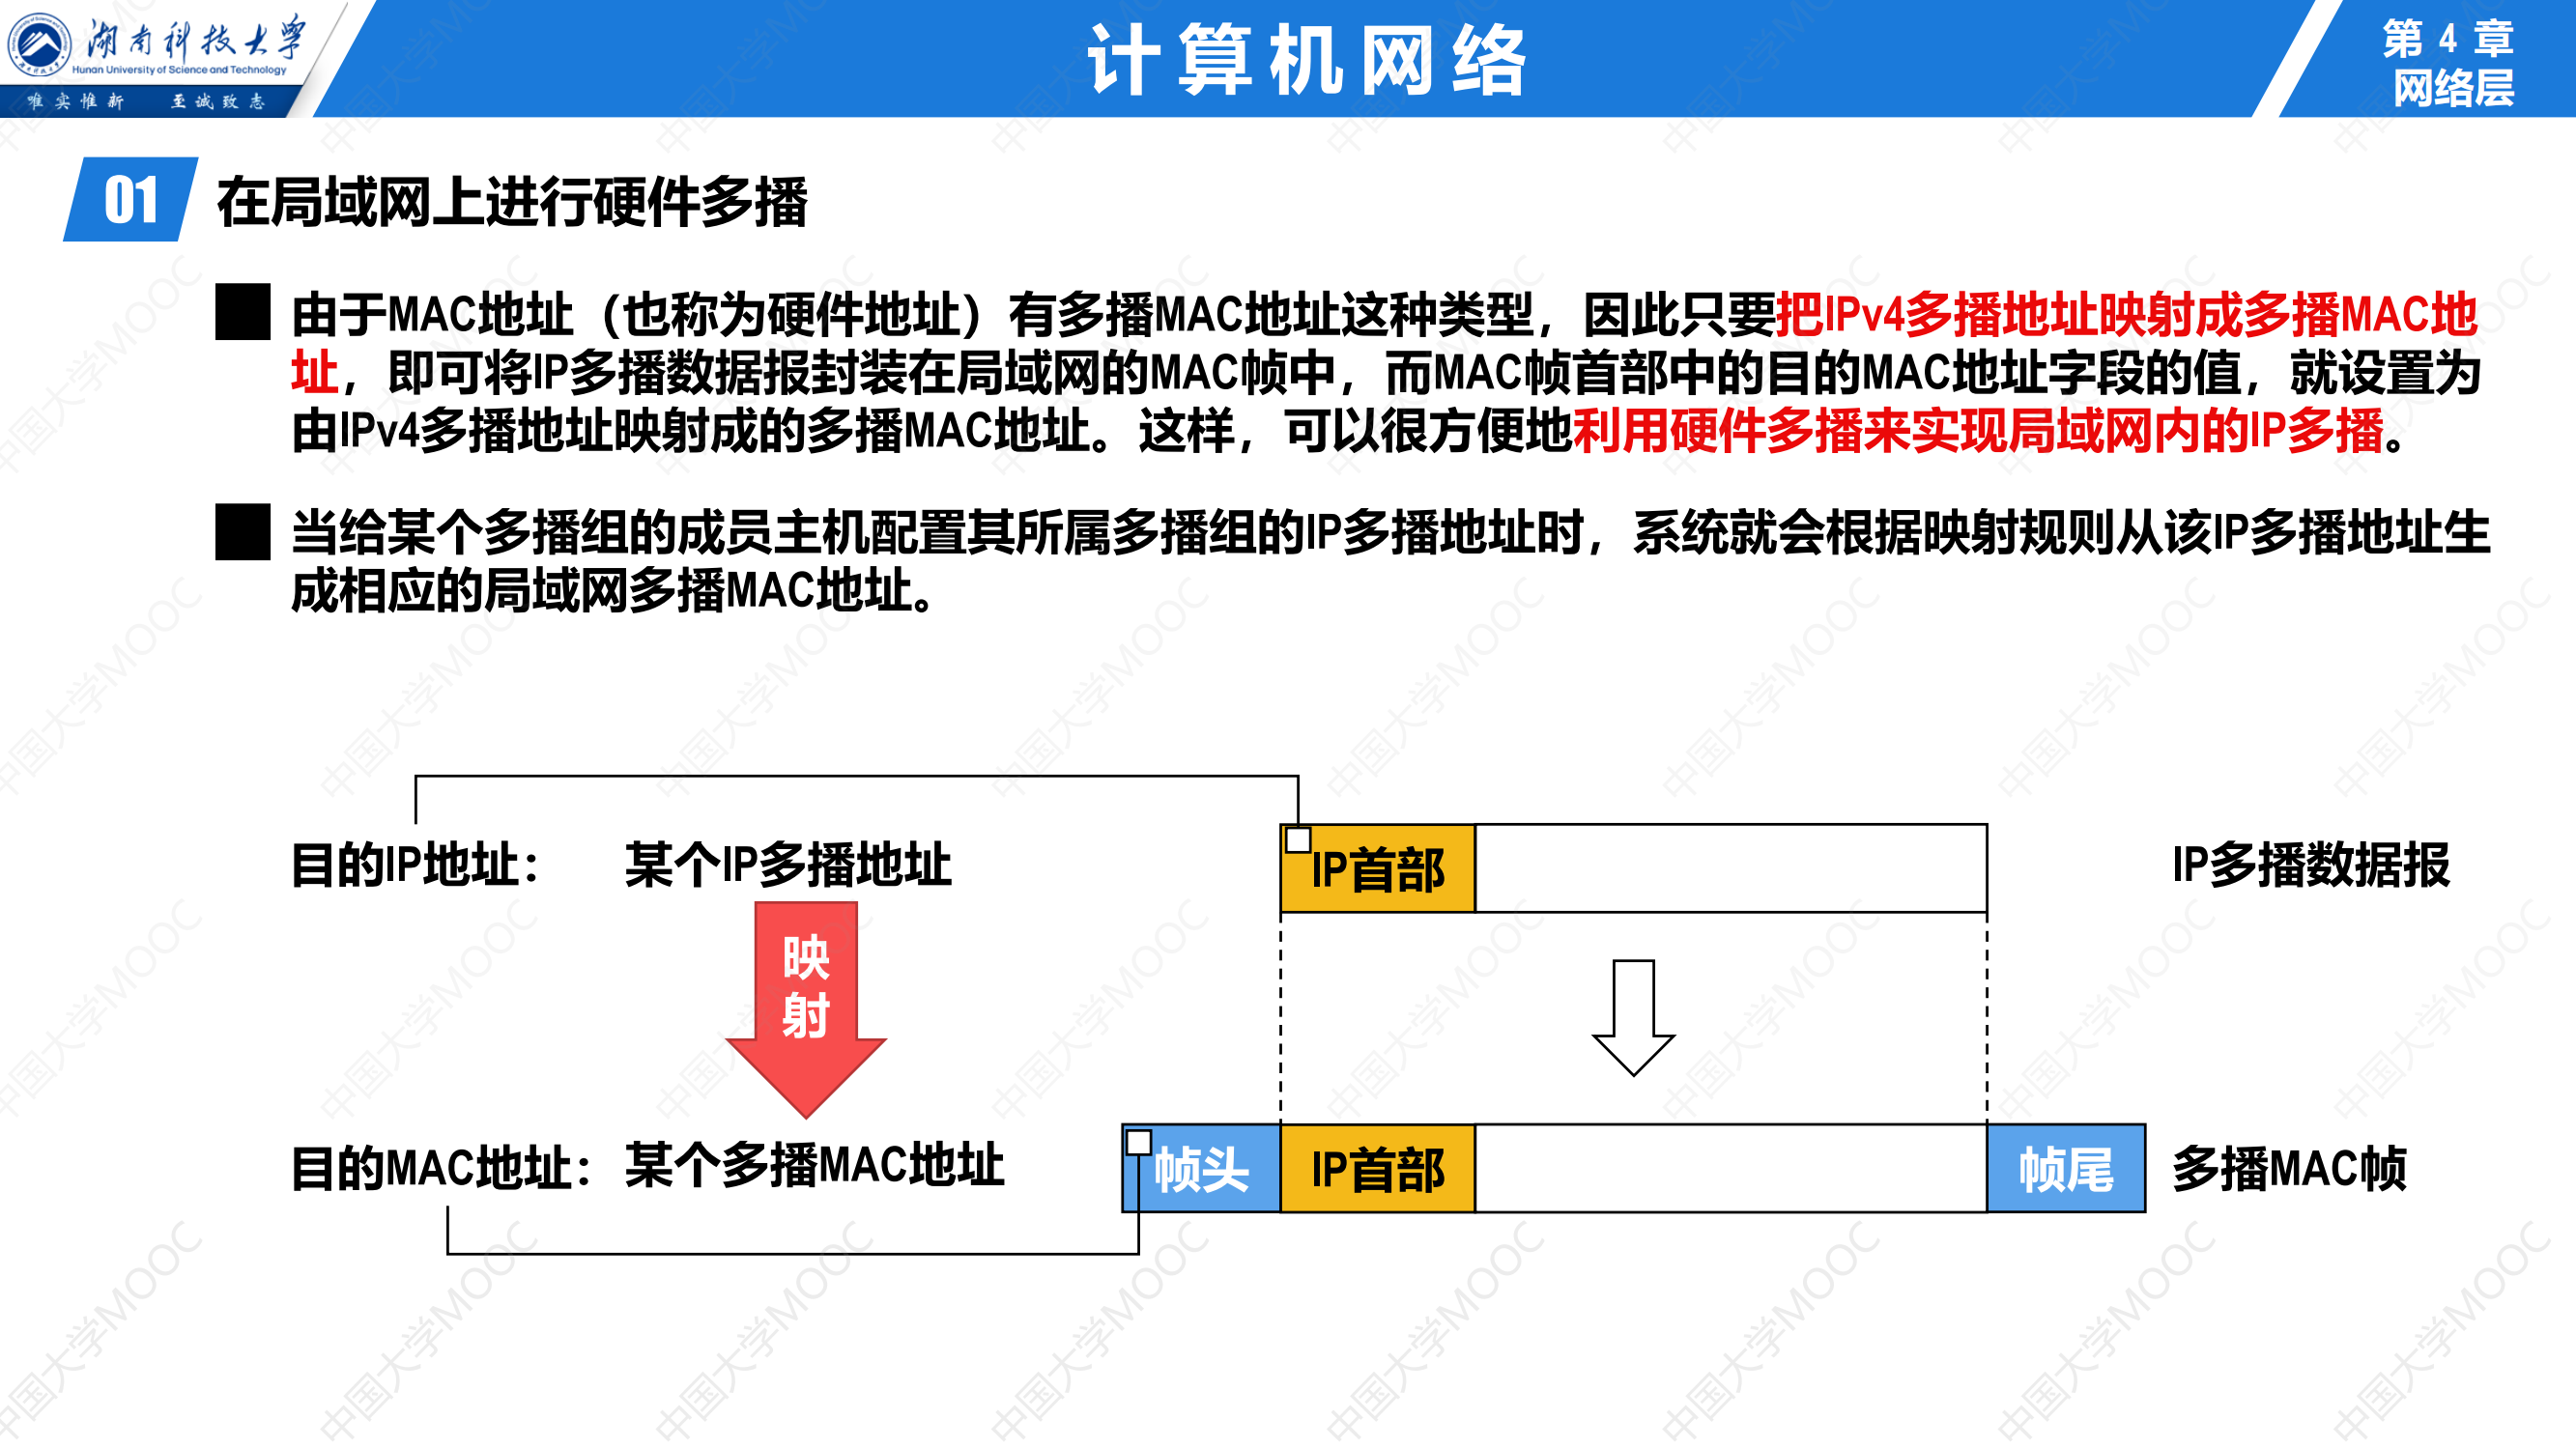 湖南科技大学
Hunan University of Science and Technology
唯实惟新 至诚致志
计算机网络
第 4 章
网络层
01 在局域网上进行硬件多播
由于MAC地址（也称为硬件地址）有多播MAC地址这种类型，因此只要把IPv4多播地址映射成多播MAC地
址，即可将IP多播数据报封装在局域网的MAC帧中，而MAC帧首部中的目的MAC地址字段的值，就设置为
由IPv4多播地址映射成的多播MAC地址。这样，可以很方便地利用硬件多播来实现局域网内的IP多播。
当给某个多播组的成员主机配置其所属多播组的IP多播地址时，系统就会根据映射规则从该IP多播地址生
成相应的局域网多播MAC地址。
目的IP地址： 某个IP多播地址 IP首部 IP多播数据报
映
射
目的MAC地址： 某个多播MAC地址 帧头 IP首部 帧尾 多播MAC帧
中国大学MOOC